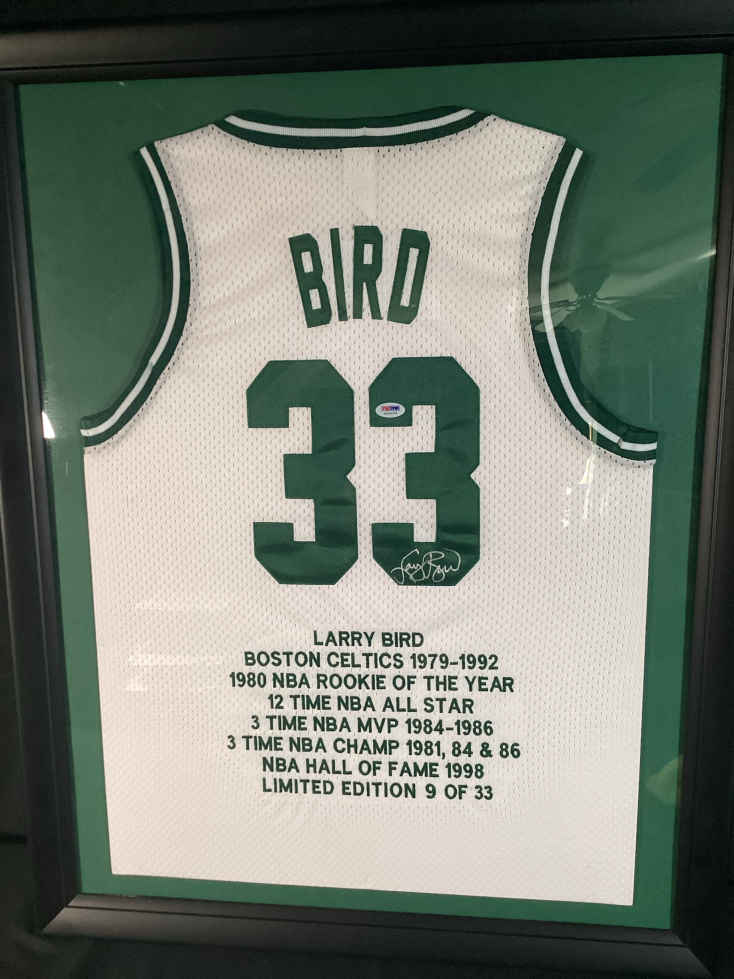 BIRD
33
Larry Bird
LARRY BIRD
BOSTON CELTICS 1979-1992
1980 NBA ROOKIE OF THE YEAR
12 TIME NBA ALL STAR
3 TIME NBA MVP 1984-1986
3 TIME NBA CHAMP 1981, 84 & 86
NBA HALL OF FAME 1998
LIMITED EDITION 9 OF 33